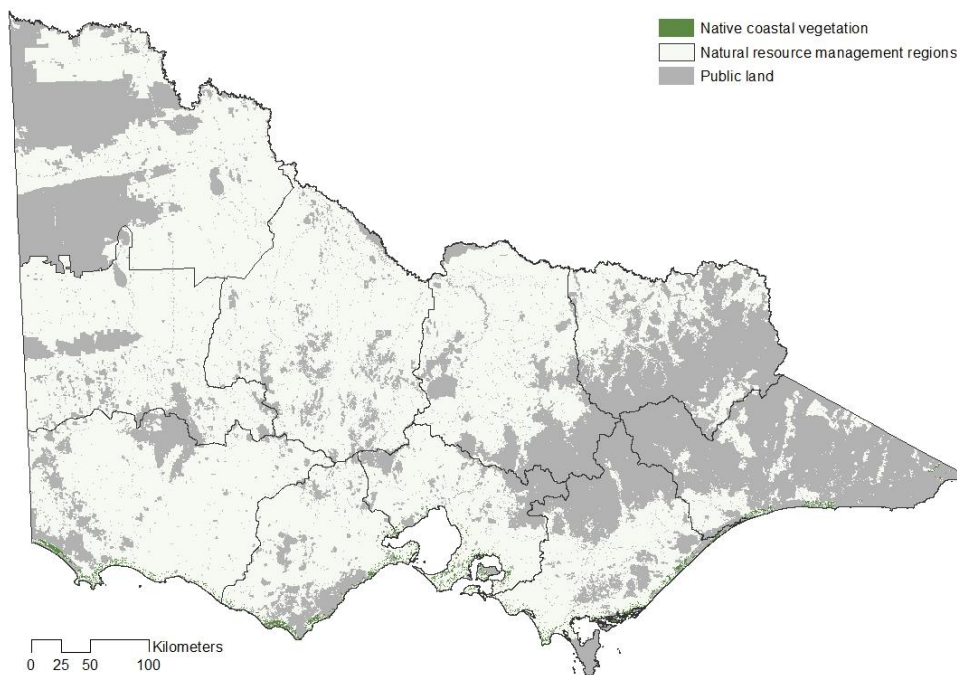 Native coastal vegetation
Natural resource management regions
Public land
Kilometers
0 25 50 100